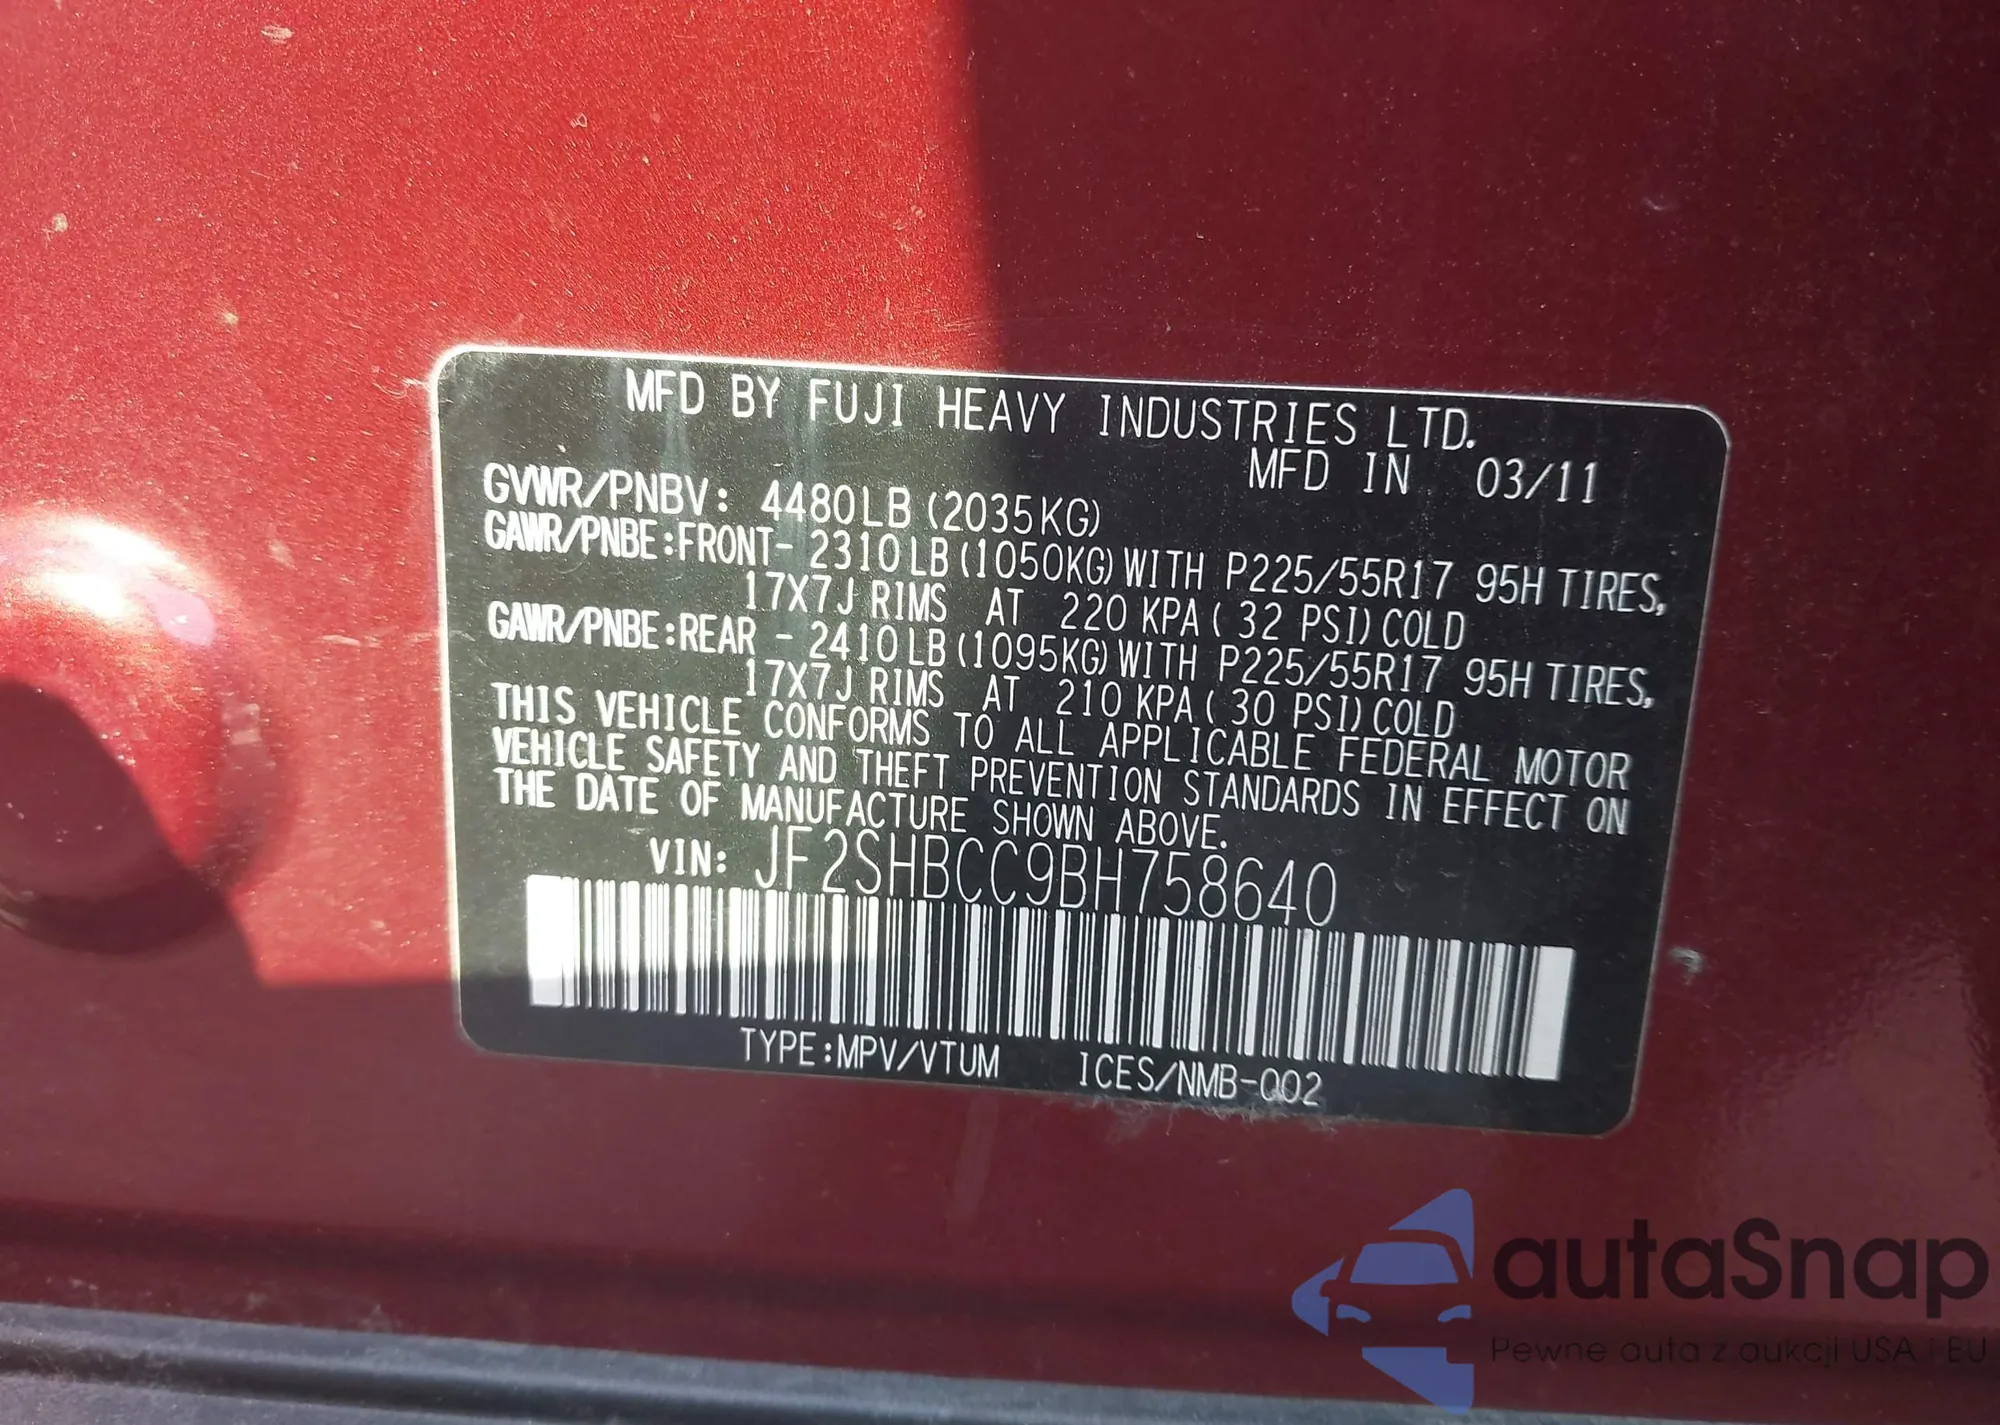 MFD BY FUJI HEAVY INDUSTRIES LTD.
MFD IN 03/11
GVWR/PNBV: 4480LB (2035KG)
GAWR/PNBE:FRONT- 2310LB (1050KG) WITH P225/55R17 95H TIRES,
17X7J RIMS AT 220 KPA ( 32 PSI) COLD
GAWR/PNBE:REAR - 2410LB (1095KG) WITH P225/55R17 95H TIRES,
17X7J RIMS AT 210 KPA ( 30 PSI) COLD
THIS VEHICLE CONFORMS TO ALL APPLICABLE FEDERAL MOTOR
VEHICLE SAFETY AND THEFT PREVENTION STANDARDS IN EFFECT ON
THE DATE OF MANUFACTURE SHOWN ABOVE.
VIN: JF2SHBCC9BH758640
TYPE:MPV/VTUM ICES/NMB-002
autaSnap
Pewne auta z aukcji USA i EU